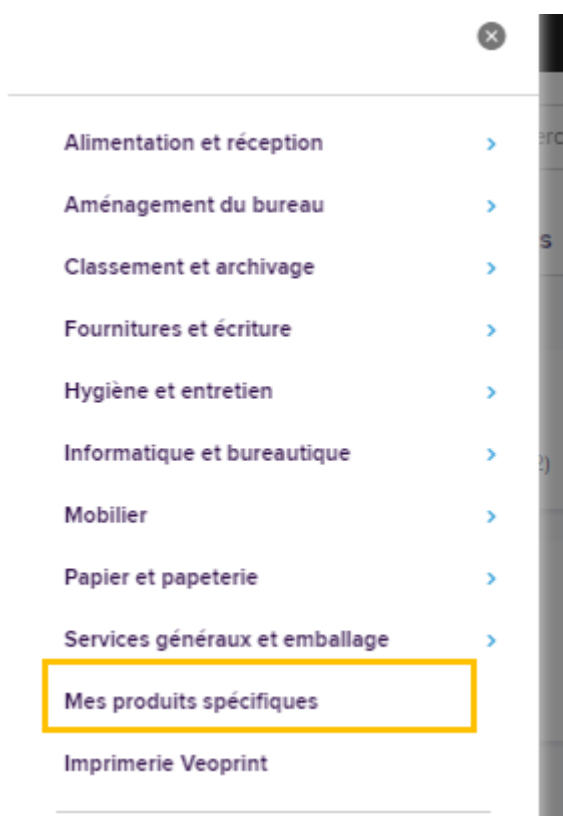 Alimentation et réception
Aménagement du bureau
Classement et archivage
Fournitures et écriture
Hygiène et entretien
Informatique et bureautique
Mobilier
Papier et papeterie
Services généraux et emballage
Mes produits spécifiques
Imprimerie Veoprint